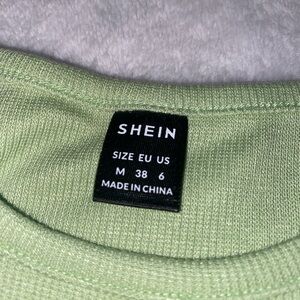 SHEIN
SIZE EU US
M 38 6
MADE IN CHINA